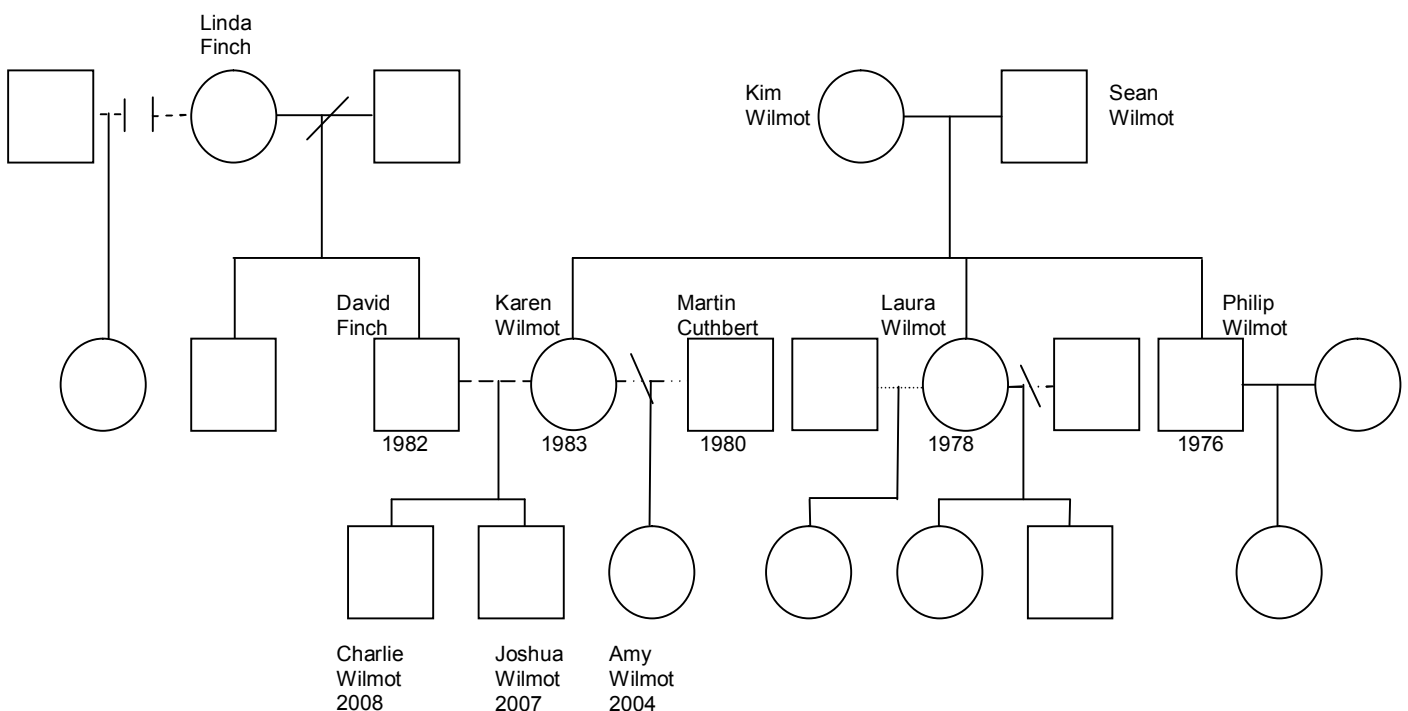 Linda
Finch
Kim
Wilmot
Sean
Wilmot
David
Finch
Karen
Wilmot
Martin
Cuthbert
Laura
Wilmot
Philip
Wilmot
1982
1983
1980
1978
1976
Charlie
Wilmot
2008
Joshua
Wilmot
2007
Amy
Wilmot
2004